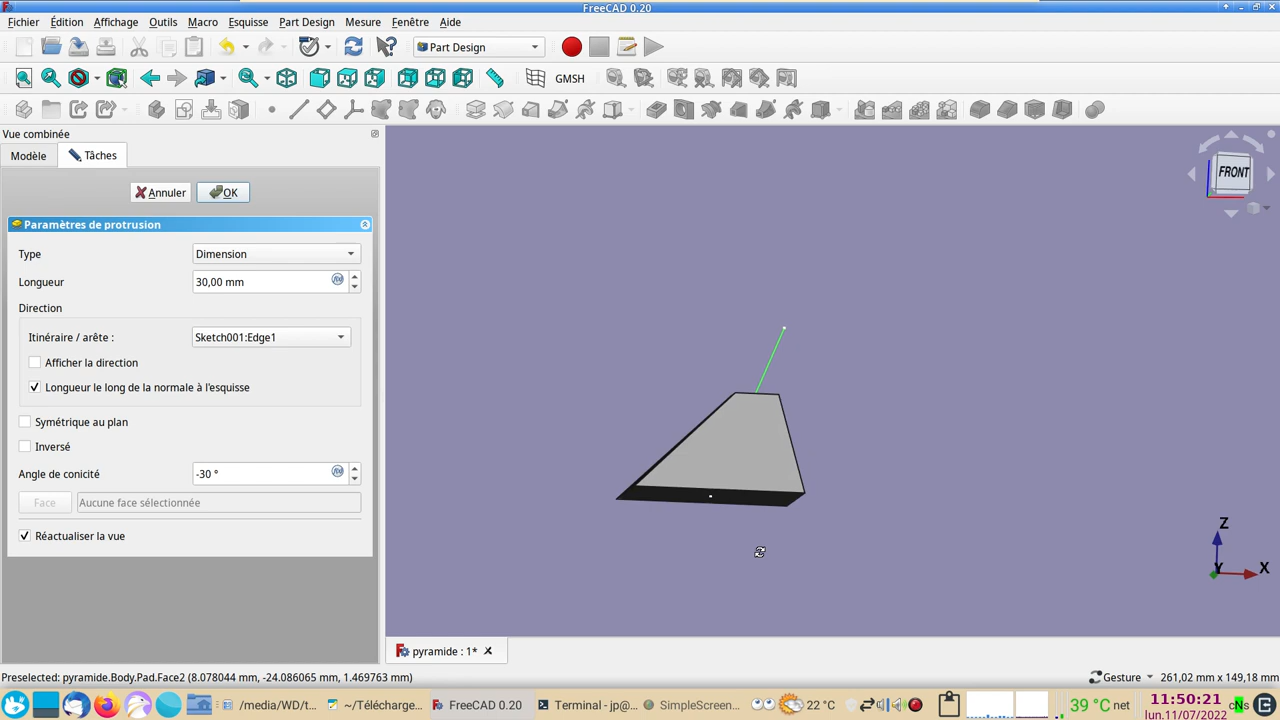 FreeCAD 0.20
Fichier Édition Affichage Outils Macro Esquisse Part Design Mesure Fenêtre Aide
Part Design
GMSH
Vue combinée
Modèle Tâches
Annuler OK
Paramètres de protrusion
Type Dimension
Longueur 30,00 mm
Direction
Itinéraire / arête : Sketch001:Edge1
Afficher la direction
Longueur le long de la normale à l'esquisse
Symétrique au plan
Inversé
Angle de conicité -30 °
Face Aucune face sélectionnée
Réactualiser la vue
FRONT
Z
Y X
pyramide : 1*
Preselected: pyramide.Body.Pad.Face2 (8.078044 mm, -24.086065 mm, 1.469763 mm) Gesture 261,02 mm x 149,18 mm
/media/WD/t... ~/Télécharge... FreeCAD 0.20 Terminal - jp@... SimpleScreen... 22 °C 39 °C net 11:50:21
lun.11/07/2022